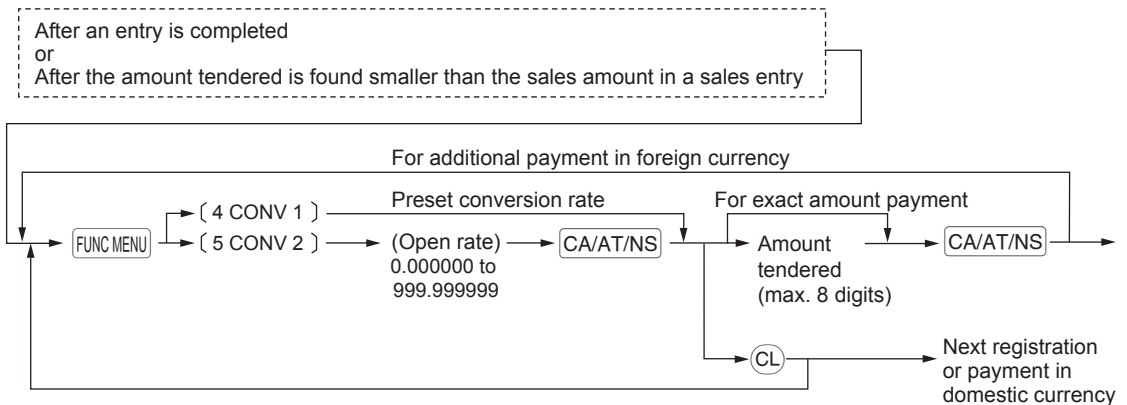 After an entry is completed
or
After the amount tendered is found smaller than the sales amount in a sales entry
For additional payment in foreign currency
Preset conversion rate
For exact amount payment
FUNC MENU
〔 4 CONV 1 〕
〔 5 CONV 2 〕
(Open rate)
0.000000 to
999.999999
CA/AT/NS
Amount
tendered
(max. 8 digits)
CA/AT/NS
CL
Next registration
or payment in
domestic currency